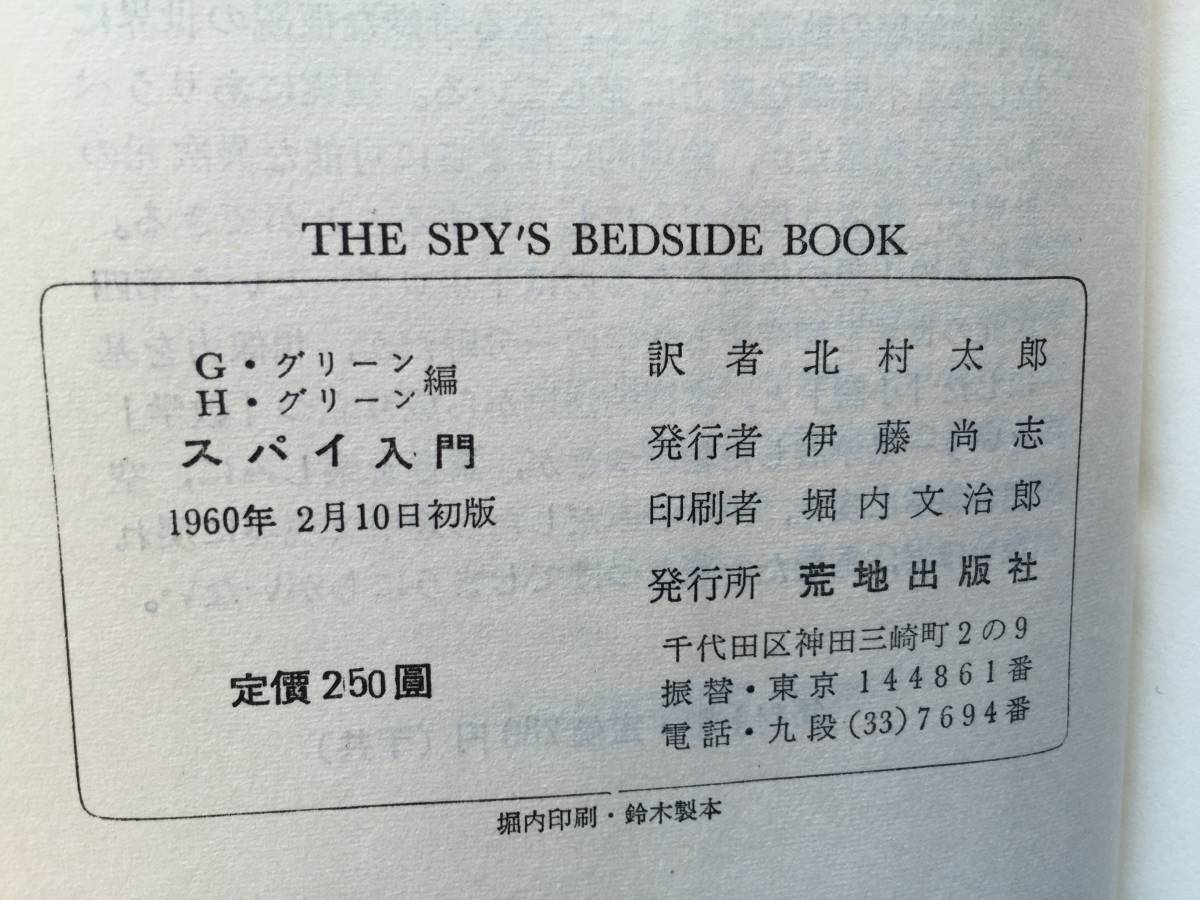 THE SPY'S BEDSIDE BOOK
G・グリーン
H・グリーン
編
スパイ入門
1960年 2月10日初版
定價250圓
訳者 北村太郎
発行者 伊藤尚志
印刷者 堀内文治郎
発行所 荒地出版社
千代田区神田三崎町2の9
振替・東京 144861番
電話・九段(33)7694番
堀内印刷・鈴木製本